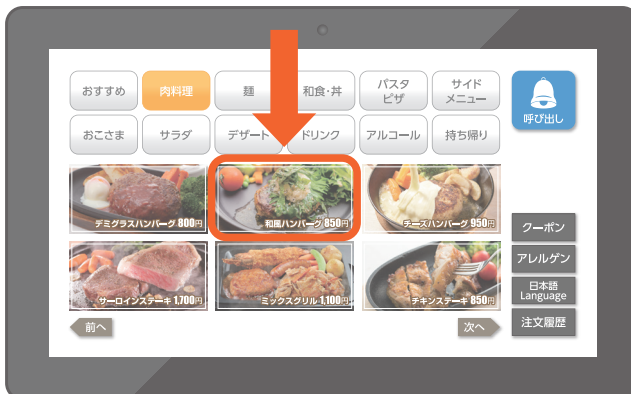 おすすめ
肉料理
麺
和食・丼
パスタ
ピザ
サイド
メニュー
呼び出し
おこさま
サラダ
デザート
ドリンク
アルコール
持ち帰り
デミグラスハンバーグ 800円
和風ハンバーグ 850円
チーズハンバーグ 950円
クーポン
アレルゲン
サーロインステーキ 1,700円
ミックスグリル 1,100円
チキンステーキ 850円
日本語
Language
注文履歴
前へ
次へ